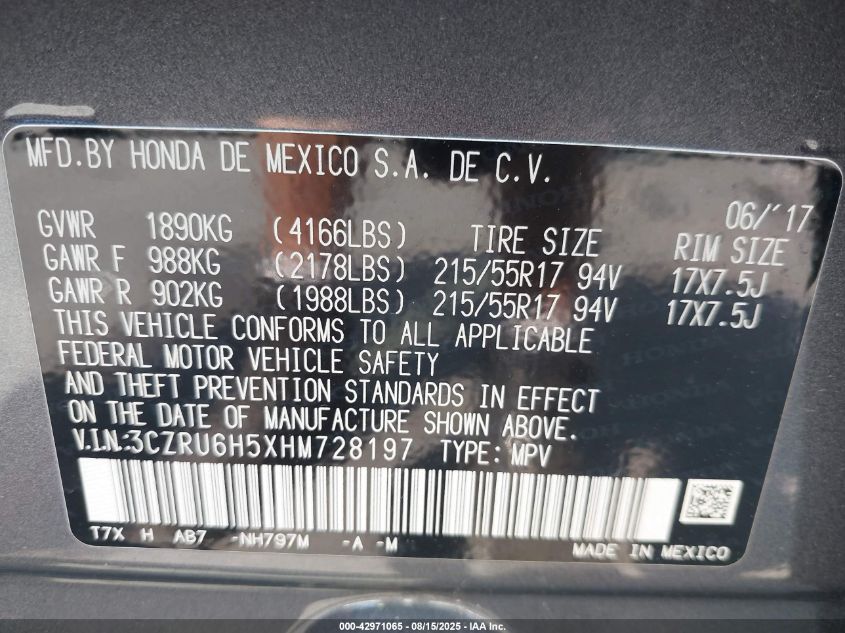 MFD.BY HONDA DE MEXICO S.A. DE C.V.
06/'17
GVWR 1890KG (4166LBS) TIRE SIZE RIM SIZE
GAWR F 988KG (2178LBS) 215/55R17 94V 17X7.5J
GAWR R 902KG (1988LBS) 215/55R17 94V 17X7.5J
THIS VEHICLE CONFORMS TO ALL APPLICABLE
FEDERAL MOTOR VEHICLE SAFETY
AND THEFT PREVENTION STANDARDS IN EFFECT
ON THE DATE OF MANUFACTURE SHOWN ABOVE.
V.I.N.:3CZRU6H5XHM728197 TYPE: MPV
T7X H AB7 -NH797M -A -M
MADE IN MEXICO
000-42971065 - 08/15/2025 - IAA Inc.